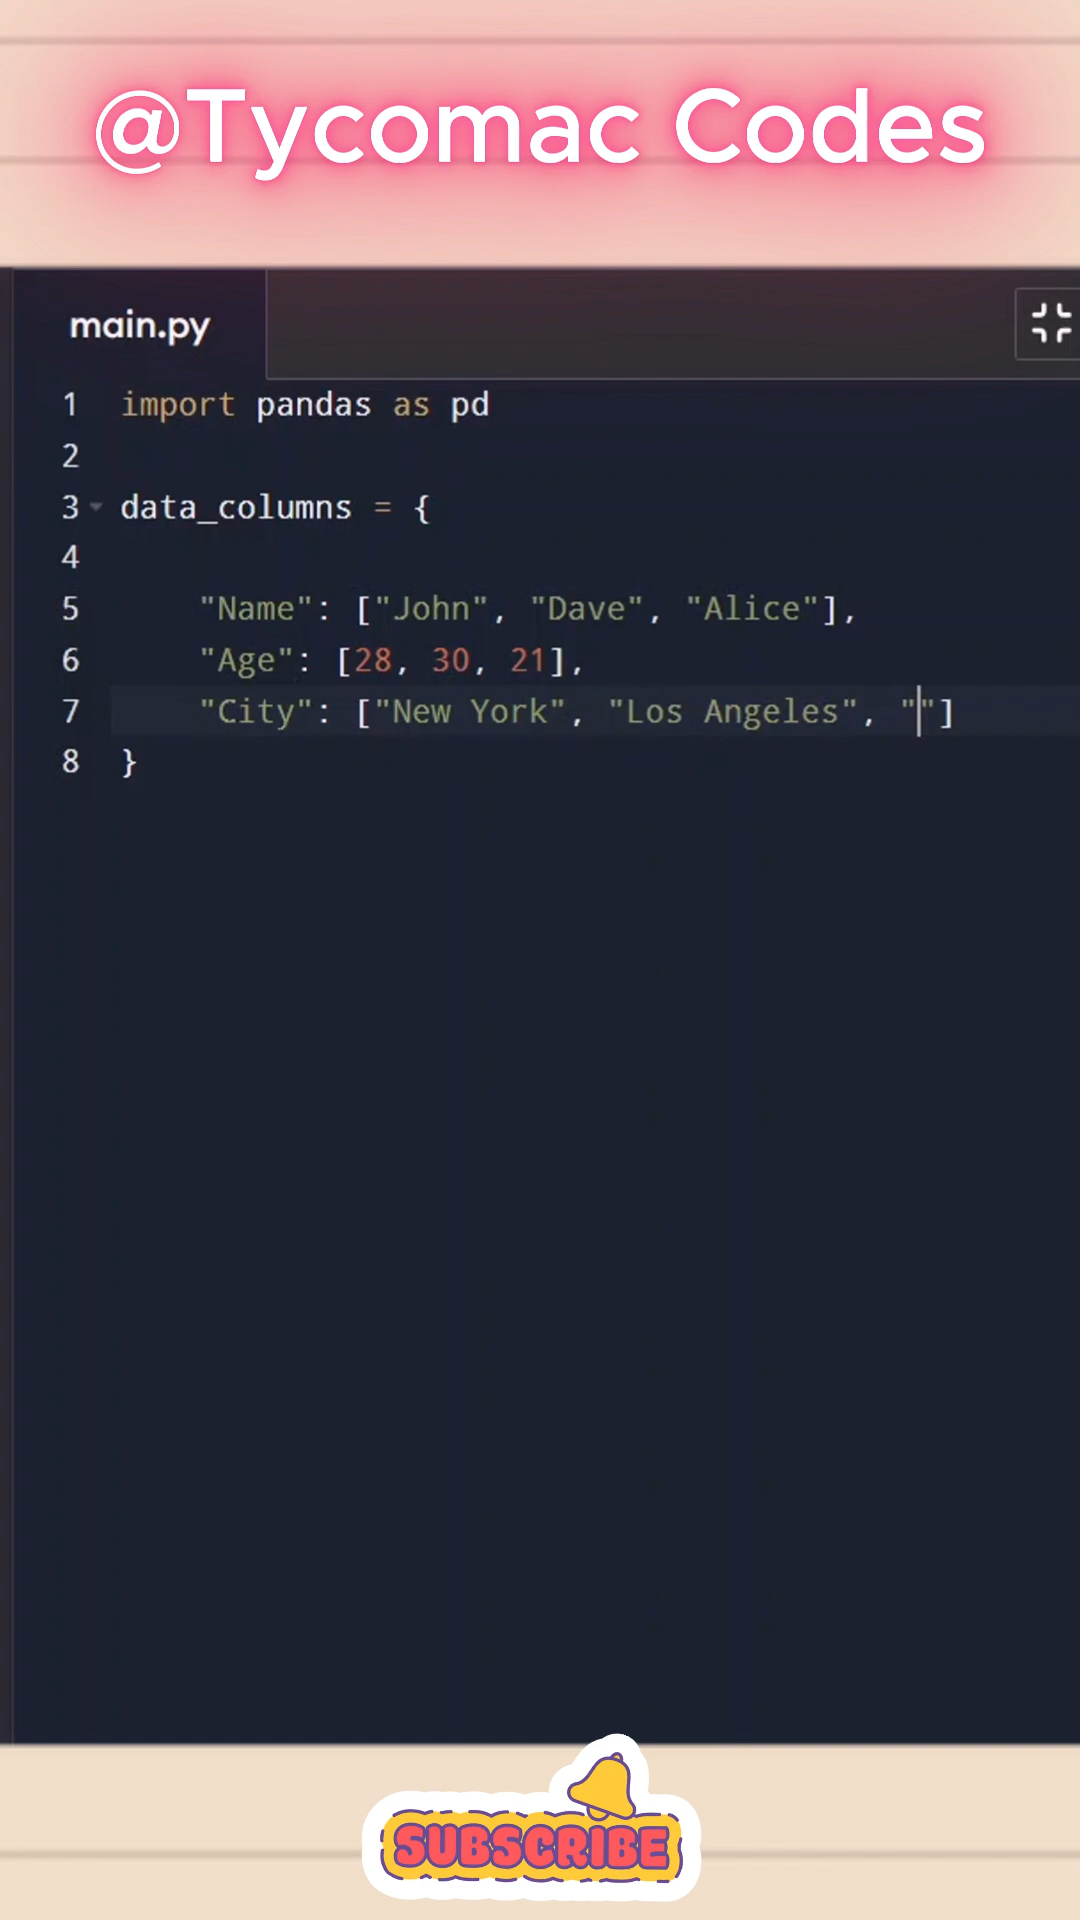 @Tycomac Codes
main.py
1 import pandas as pd
2
3 data_columns = {
4
5 "Name": ["John", "Dave", "Alice"],
6 "Age": [28, 30, 21],
7 "City": ["New York", "Los Angeles", ""]
8 }
SUBSCRIBE